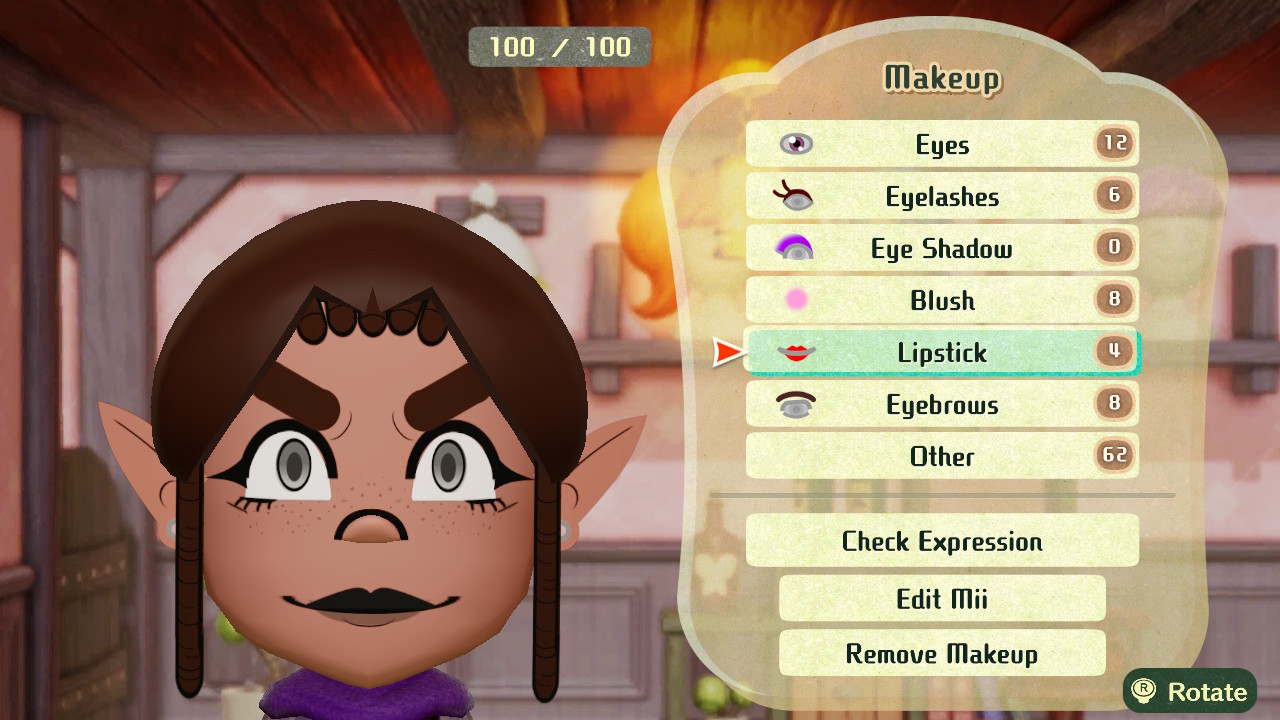 100 / 100
Makeup
Eyes 12
Eyelashes 6
Eye Shadow 0
Blush 8
Lipstick 4
Eyebrows 8
Other 62
Check Expression
Edit Mii
Remove Makeup
R Rotate